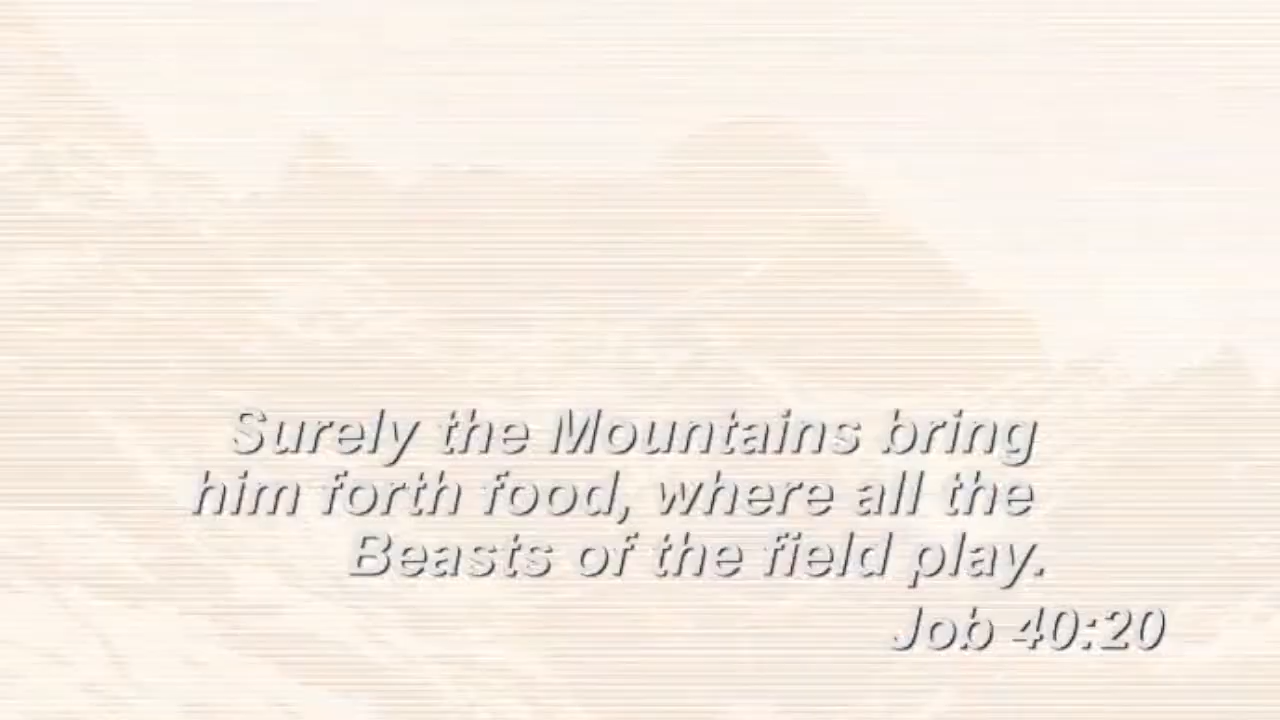 Surely the Mountains bring
him forth food, where all the
Beasts of the field play.
Job 40:20